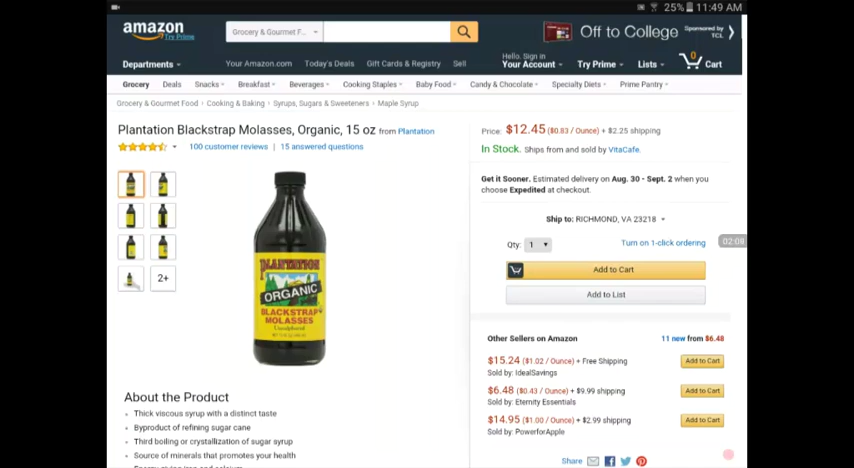 25% 11:49 AM
amazon
Try Prime
Grocery & Gourmet F...
Off to College Sponsored by TCL
Departments
Your Amazon.com Today's Deals Gift Cards & Registry Sell
Hello. Sign in
Your Account Try Prime Lists 0 Cart
Grocery Deals Snacks Breakfast Beverages Cooking Staples Baby Food Candy & Chocolate Specialty Diets Prime Pantry
Grocery & Gourmet Food › Cooking & Baking › Syrups, Sugars & Sweeteners › Maple Syrup
Plantation Blackstrap Molasses, Organic, 15 oz from Plantation
100 customer reviews | 15 answered questions
2+
PLANTATION
ORGANIC
BLACKSTRAP
MOLASSES
Unsulphured
About the Product
• Thick viscous syrup with a distinct taste
• Byproduct of refining sugar cane
• Third boiling or crystallization of sugar syrup
• Source of minerals that promotes your health
Price: $12.45 ($0.83 / Ounce) + $2.25 shipping
In Stock. Ships from and sold by VitaCafe.
Get it Sooner. Estimated delivery on Aug. 30 - Sept. 2 when you
choose Expedited at checkout.
Ship to: RICHMOND, VA 23218
02:08
Qty: 1 Turn on 1-click ordering
Add to Cart
Add to List
Other Sellers on Amazon 11 new from $6.48
$15.24 ($1.02 / Ounce) + Free Shipping Add to Cart
Sold by: IdealSavings
$6.48 ($0.43 / Ounce) + $9.99 shipping Add to Cart
Sold by: Eternity Essentials
$14.95 ($1.00 / Ounce) + $2.99 shipping Add to Cart
Sold by: PowerforApple
Share